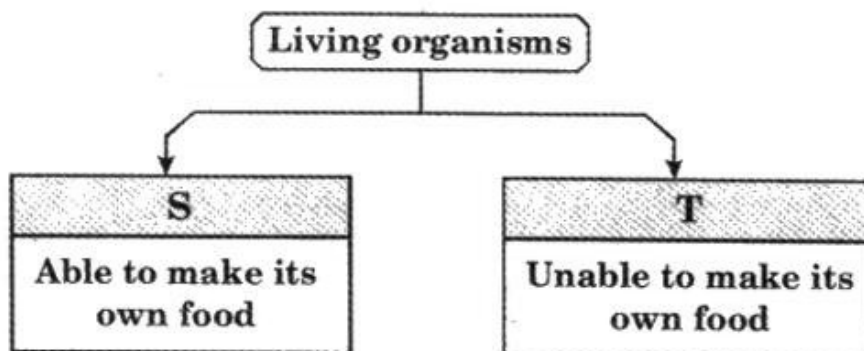 Living organisms
S
T
Able to make its
own food
Unable to make its
own food